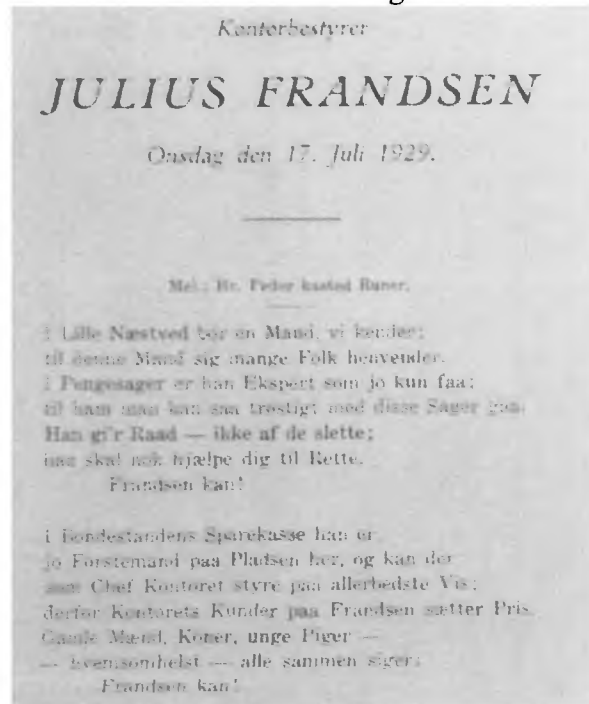 Kontorbestyrer
JULIUS FRANDSEN
Onsdag den 17. Juli 1929.
Mel.: Hr. Peder kasted Runer.
I Lille Næstved bor en Mand, vi kender;
til denne Mand sig mange Folk henvender.
i Pengesager er han Ekspert som jo kun faa;
til ham man kan saa trøstigt med disse Sager gaa.
Han gi'r Raad — ikke af de slette;
han skal nok hjælpe dig til Rette.
Frandsen kan!
i Bondestandens Sparekasse han er
jo Førstemand paa Pladsen her, og kan der
som Chef Kontoret styre paa allerbedste Vis;
derfor Kontorets Kunder paa Frandsen sætter Pris.
Gamle Mænd, Koner, unge Piger —
— hvemsomhelst — alle sammen siger:
Frandsen kan!